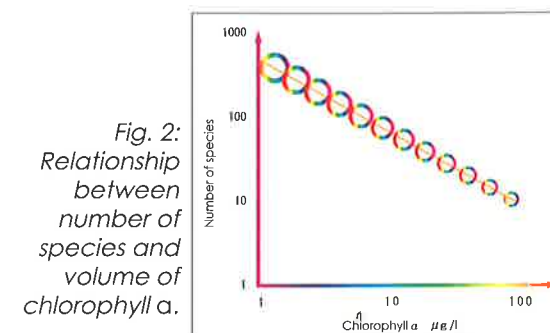 Fig. 2:
Relationship
between
number of
species and
volume of
chlorophyll a.
1000
100
10
1
Number of species
1 10 100
Chlorophyll a µg/l